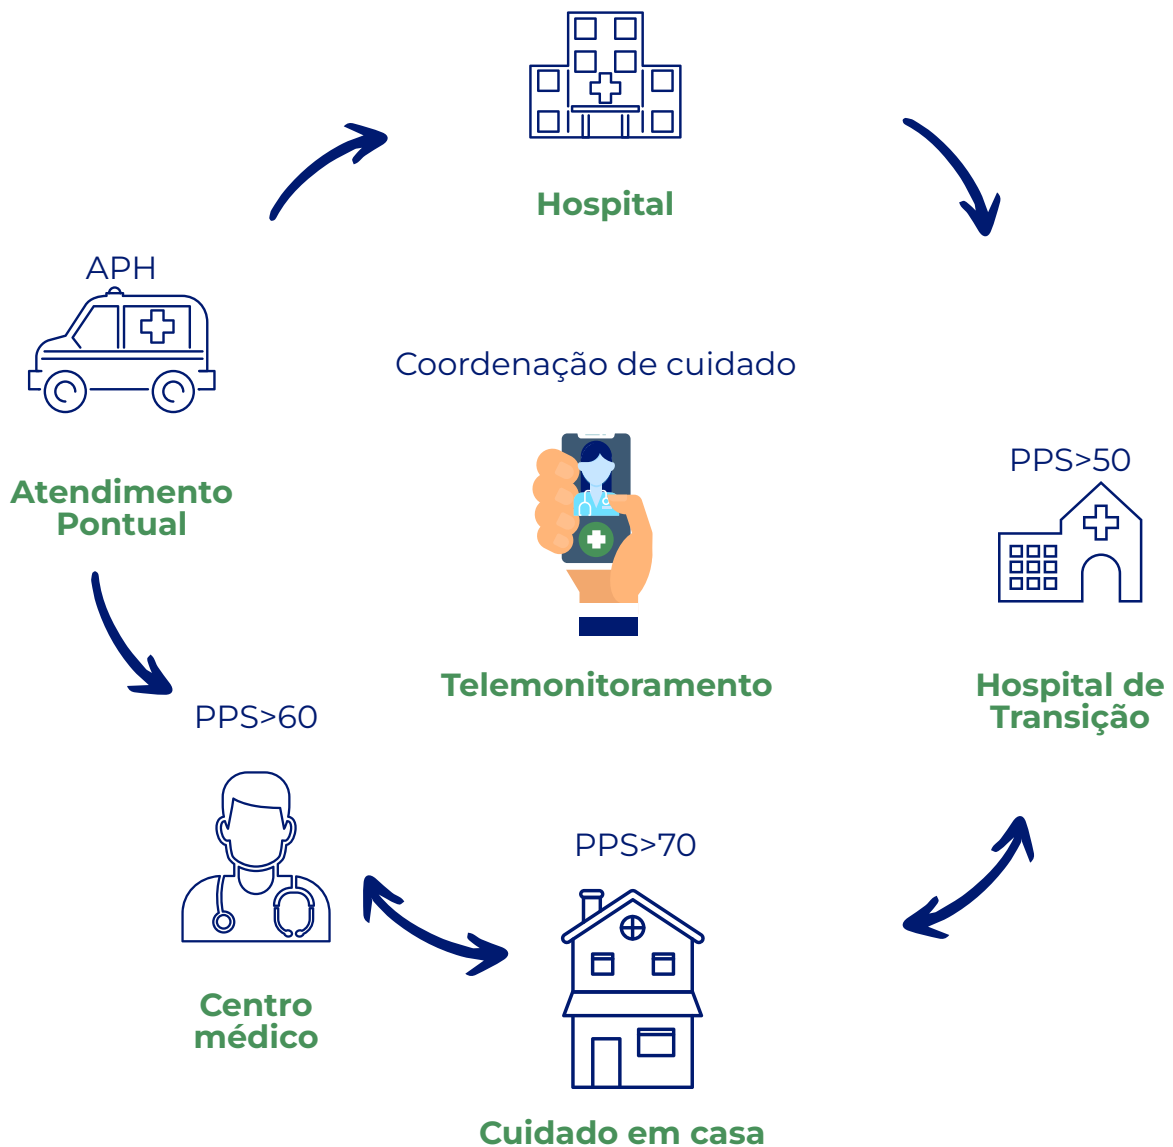 Hospital
APH
Atendimento
Pontual
Coordenação de cuidado
Telemonitoramento
PPS>50
Hospital de
Transição
PPS>60
Centro
médico
PPS>70
Cuidado em casa